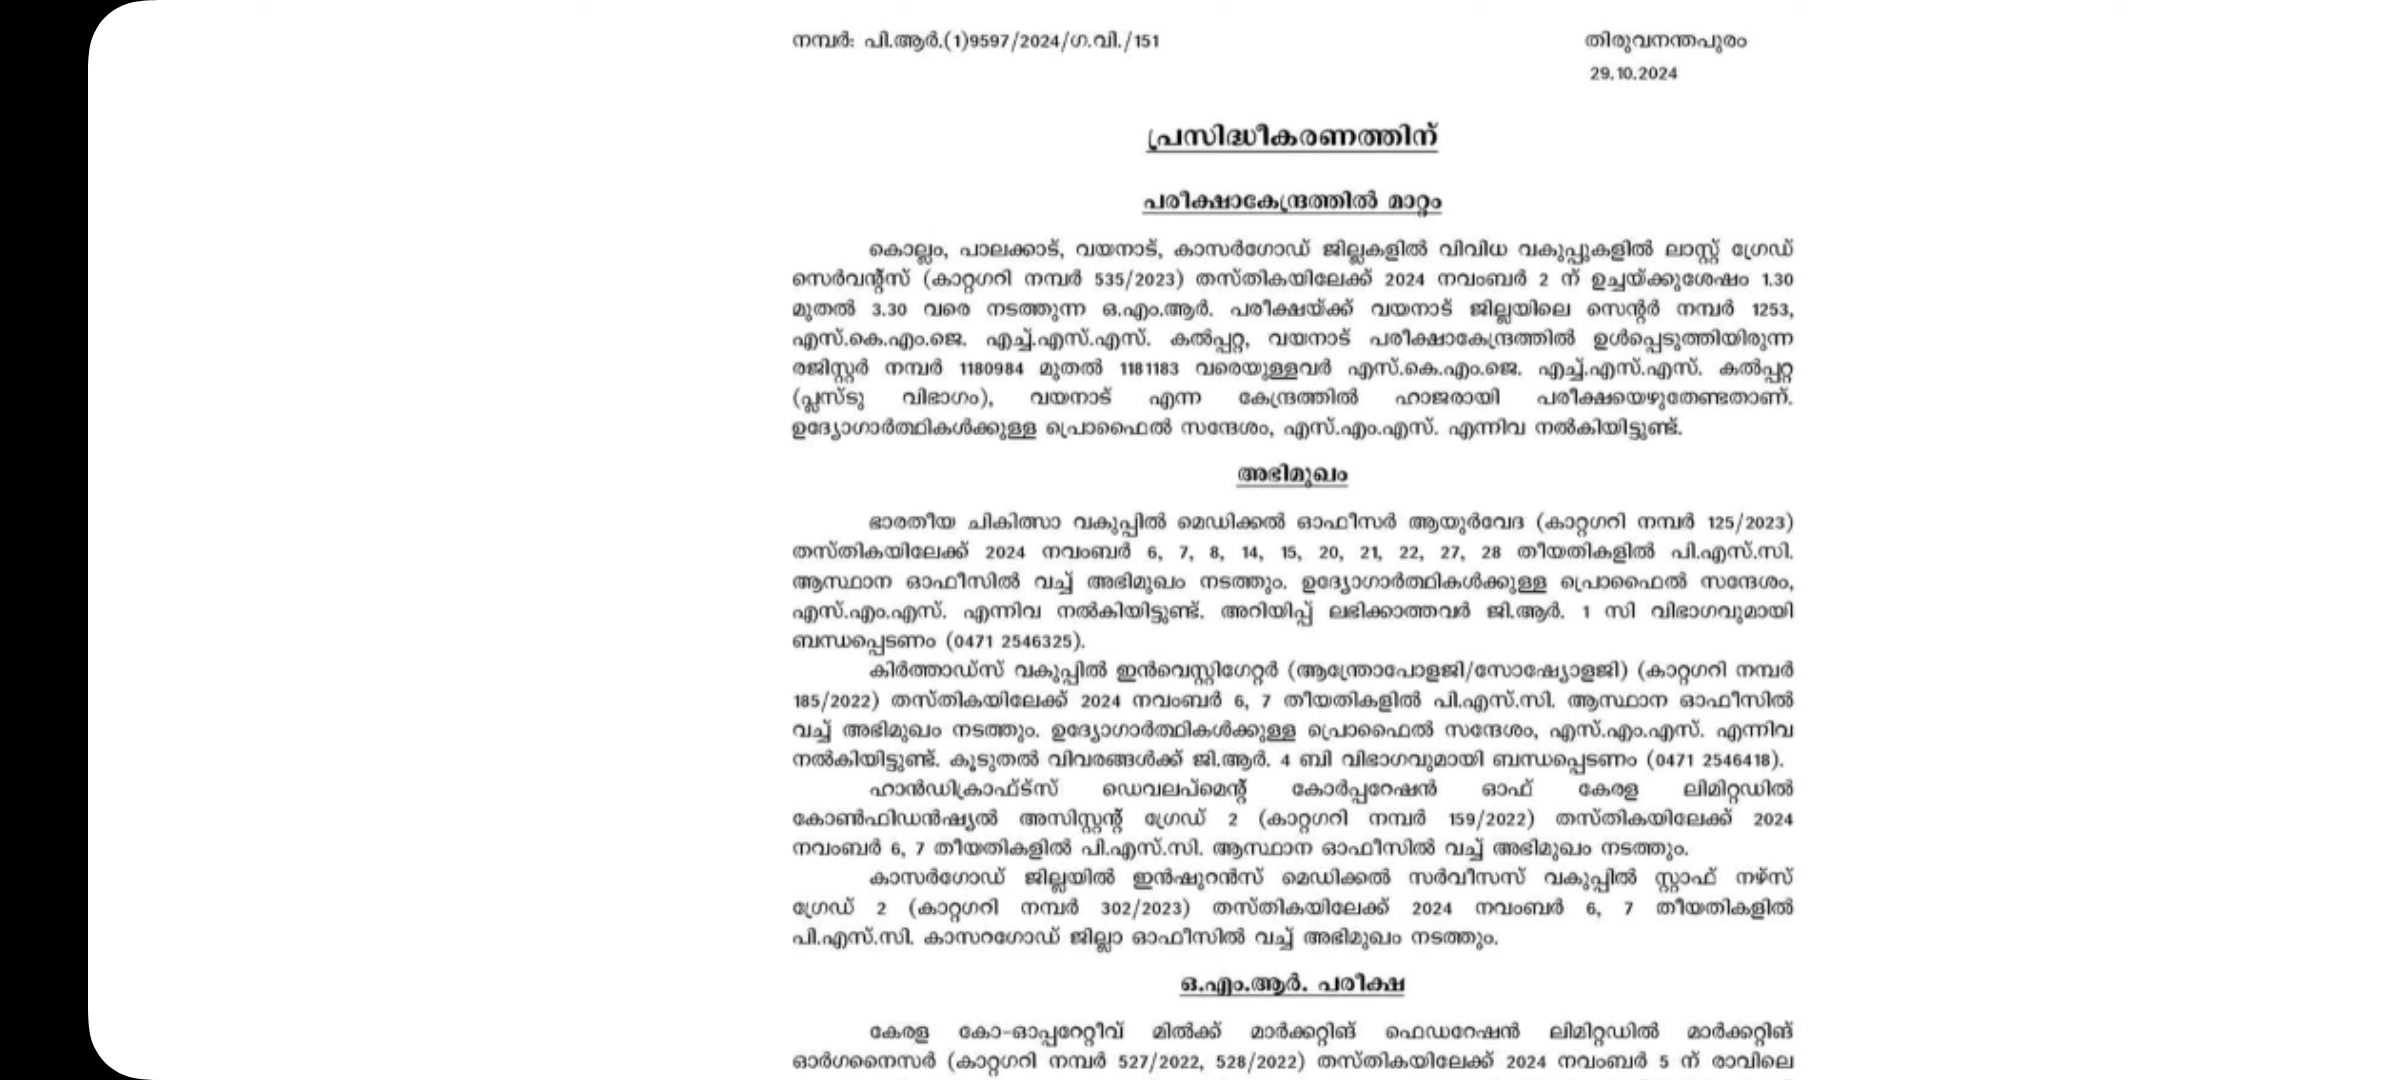 നമ്പർ: പി.ആർ.(1)9597/2024/ഗ.വി./151
തിരുവനന്തപുരം
29.10.2024
പ്രസിദ്ധീകരണത്തിന്
പരീക്ഷാകേന്ദ്രത്തിൽ മാറ്റം
കൊല്ലം, പാലക്കാട്, വയനാട്, കാസർഗോഡ് ജില്ലകളിൽ വിവിധ വകുപ്പുകളിൽ ലാസ്റ്റ് ഗ്രേഡ്
സെർവന്റ്സ് (കാറ്റഗറി നമ്പർ 535/2023) തസ്തികയിലേക്ക് 2024 നവംബർ 2 ന് ഉച്ചയ്ക്കുശേഷം 1.30
മുതൽ 3.30 വരെ നടത്തുന്ന ഒ.എം.ആർ. പരീക്ഷയ്ക്ക് വയനാട് ജില്ലയിലെ സെന്റർ നമ്പർ 1253,
എസ്.കെ.എം.ജെ. എച്ച്.എസ്.എസ്. കൽപ്പറ്റ, വയനാട് പരീക്ഷാകേന്ദ്രത്തിൽ ഉൾപ്പെടുത്തിയിരുന്ന
രജിസ്റ്റർ നമ്പർ 1180984 മുതൽ 1181183 വരെയുള്ളവർ എസ്.കെ.എം.ജെ. എച്ച്.എസ്.എസ്. കൽപ്പറ്റ
(പ്ലസ്ടു വിഭാഗം), വയനാട് എന്ന കേന്ദ്രത്തിൽ ഹാജരായി പരീക്ഷയെഴുതേണ്ടതാണ്.
ഉദ്യോഗാർത്ഥികൾക്കുള്ള പ്രൊഫൈൽ സന്ദേശം, എസ്.എം.എസ്. എന്നിവ നൽകിയിട്ടുണ്ട്.
അഭിമുഖം
ഭാരതീയ ചികിത്സാ വകുപ്പിൽ മെഡിക്കൽ ഓഫീസർ ആയുർവേദ (കാറ്റഗറി നമ്പർ 125/2023)
തസ്തികയിലേക്ക് 2024 നവംബർ 6, 7, 8, 14, 15, 20, 21, 22, 27, 28 തീയതികളിൽ പി.എസ്.സി.
ആസ്ഥാന ഓഫീസിൽ വച്ച് അഭിമുഖം നടത്തും. ഉദ്യോഗാർത്ഥികൾക്കുള്ള പ്രൊഫൈൽ സന്ദേശം,
എസ്.എം.എസ്. എന്നിവ നൽകിയിട്ടുണ്ട്. അറിയിപ്പ് ലഭിക്കാത്തവർ ജി.ആർ. 1 സി വിഭാഗവുമായി
ബന്ധപ്പെടണം (0471 2546325).
കിർത്താഡ്സ് വകുപ്പിൽ ഇൻവെസ്റ്റിഗേറ്റർ (ആന്ത്രോപോളജി/സോഷ്യോളജി) (കാറ്റഗറി നമ്പർ
185/2022) തസ്തികയിലേക്ക് 2024 നവംബർ 6, 7 തീയതികളിൽ പി.എസ്.സി. ആസ്ഥാന ഓഫീസിൽ
വച്ച് അഭിമുഖം നടത്തും. ഉദ്യോഗാർത്ഥികൾക്കുള്ള പ്രൊഫൈൽ സന്ദേശം, എസ്.എം.എസ്. എന്നിവ
നൽകിയിട്ടുണ്ട്. കൂടുതൽ വിവരങ്ങൾക്ക് ജി.ആർ. 4 ബി വിഭാഗവുമായി ബന്ധപ്പെടണം (0471 2546418).
ഹാൻഡിക്രാഫ്ട്സ് ഡെവലപ്മെന്റ് കോർപ്പറേഷൻ ഓഫ് കേരള ലിമിറ്റഡിൽ
കോൺഫിഡൻഷ്യൽ അസിസ്റ്റന്റ് ഗ്രേഡ് 2 (കാറ്റഗറി നമ്പർ 159/2022) തസ്തികയിലേക്ക് 2024
നവംബർ 6, 7 തീയതികളിൽ പി.എസ്.സി. ആസ്ഥാന ഓഫീസിൽ വച്ച് അഭിമുഖം നടത്തും.
കാസർഗോഡ് ജില്ലയിൽ ഇൻഷുറൻസ് മെഡിക്കൽ സർവീസസ് വകുപ്പിൽ സ്റ്റാഫ് നഴ്സ്
ഗ്രേഡ് 2 (കാറ്റഗറി നമ്പർ 302/2023) തസ്തികയിലേക്ക് 2024 നവംബർ 6, 7 തീയതികളിൽ
പി.എസ്.സി. കാസറഗോഡ് ജില്ലാ ഓഫീസിൽ വച്ച് അഭിമുഖം നടത്തും.
ഒ.എം.ആർ. പരീക്ഷ
കേരള കോ-ഓപ്പറേറ്റീവ് മിൽക്ക് മാർക്കറ്റിങ് ഫെഡറേഷൻ ലിമിറ്റഡിൽ മാർക്കറ്റിങ്
ഓർഗനൈസർ (കാറ്റഗറി നമ്പർ 527/2022, 528/2022) തസ്തികയിലേക്ക് 2024 നവംബർ 5 ന് രാവിലെ